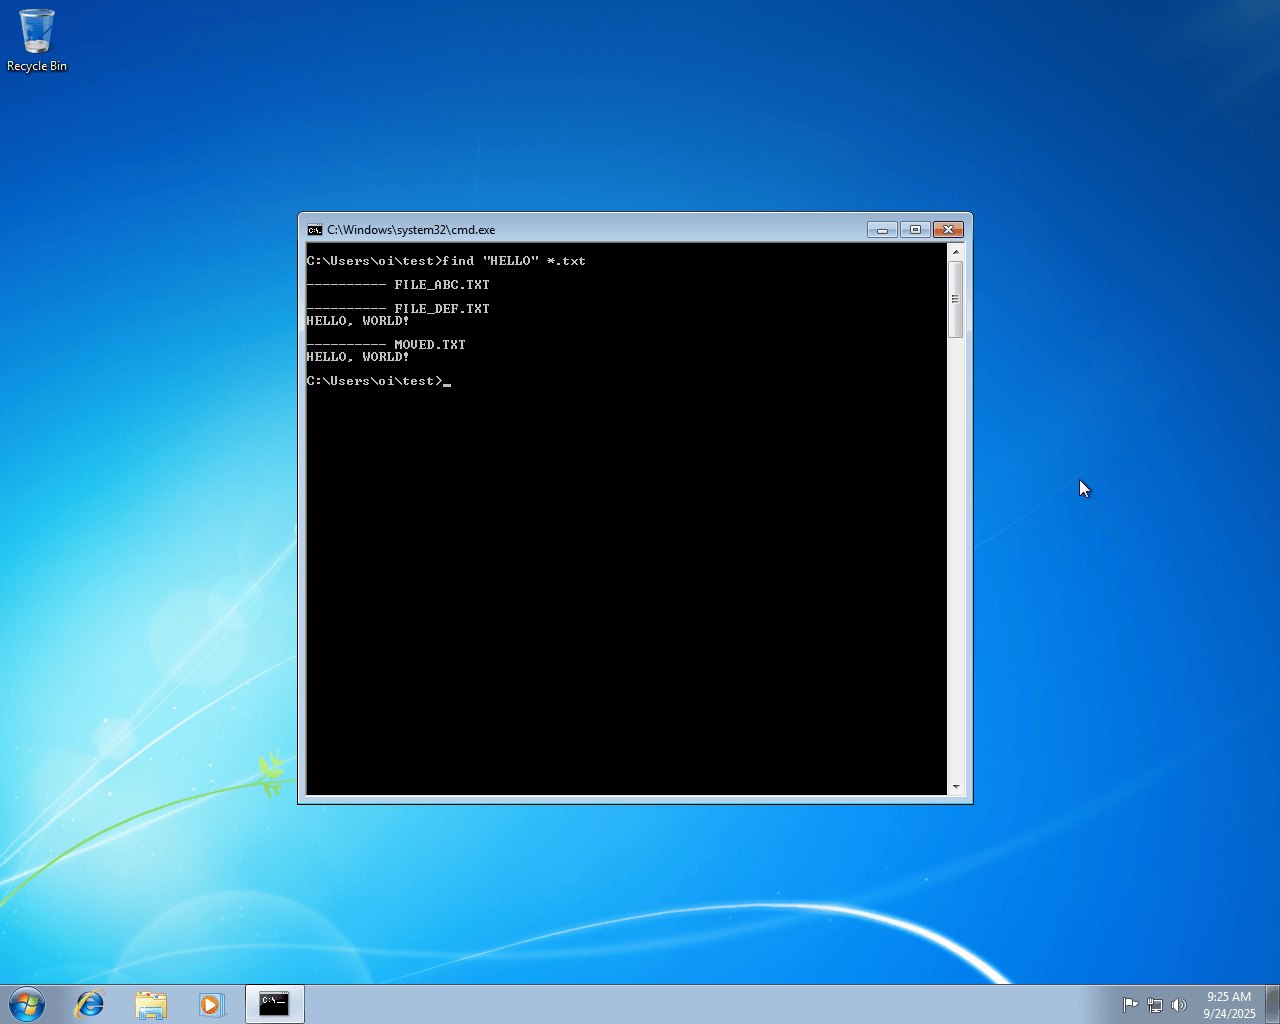 Recycle Bin
C:\Windows\system32\cmd.exe
C:\Users\oi\test>find "HELLO" *.txt
---------- FILE_ABC.TXT
---------- FILE_DEF.TXT
HELLO, WORLD!
---------- MOVED.TXT
HELLO, WORLD!
C:\Users\oi\test>_
9:25 AM
9/24/2025